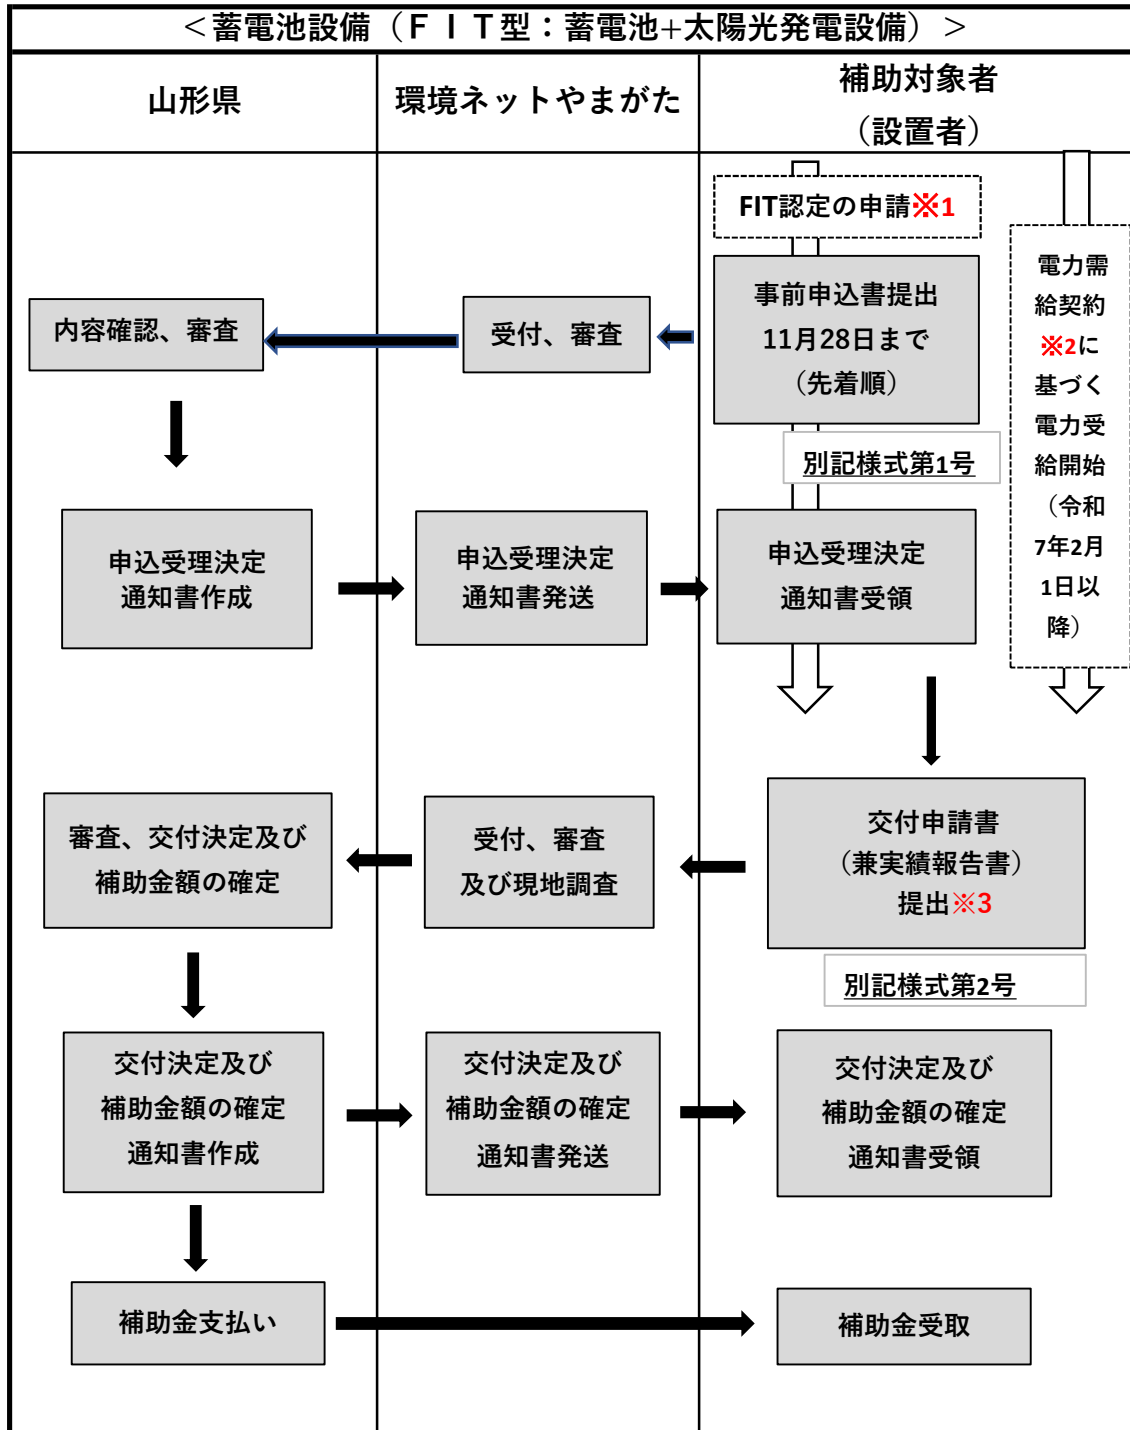 ＜蓄電池設備（ＦＩＴ型：蓄電池+太陽光発電設備）＞
山形県
環境ネットやまがた
補助対象者
（設置者）
FIT認定の申請※1
電力需
給契約
※2に
基づく
電力受
給開始
（令和
7年2月
1日以
降）
事前申込書提出
11月28日まで
（先着順）
受付、審査
内容確認、審査
別記様式第1号
申込受理決定
通知書作成
申込受理決定
通知書発送
申込受理決定
通知書受領
交付申請書
（兼実績報告書）
提出※3
受付、審査
及び現地調査
審査、交付決定及び
補助金額の確定
別記様式第2号
交付決定及び
補助金額の確定
通知書作成
交付決定及び
補助金額の確定
通知書発送
交付決定及び
補助金額の確定
通知書受領
補助金支払い
補助金受取